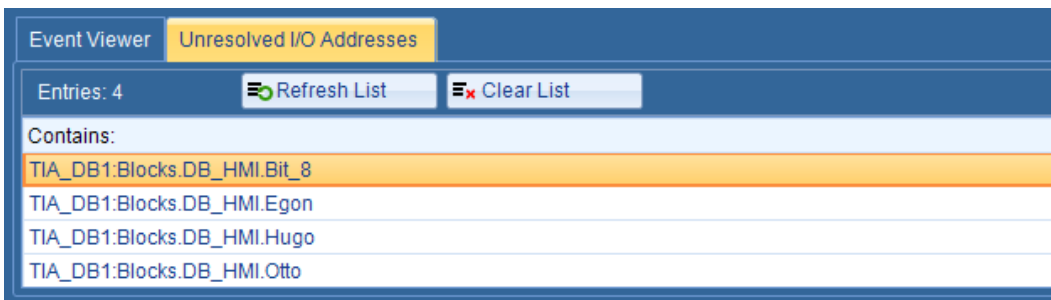 Event Viewer Unresolved I/O Addresses
Entries: 4 Refresh List Clear List
Contains:
TIA_DB1:Blocks.DB_HMI.Bit_8
TIA_DB1:Blocks.DB_HMI.Egon
TIA_DB1:Blocks.DB_HMI.Hugo
TIA_DB1:Blocks.DB_HMI.Otto